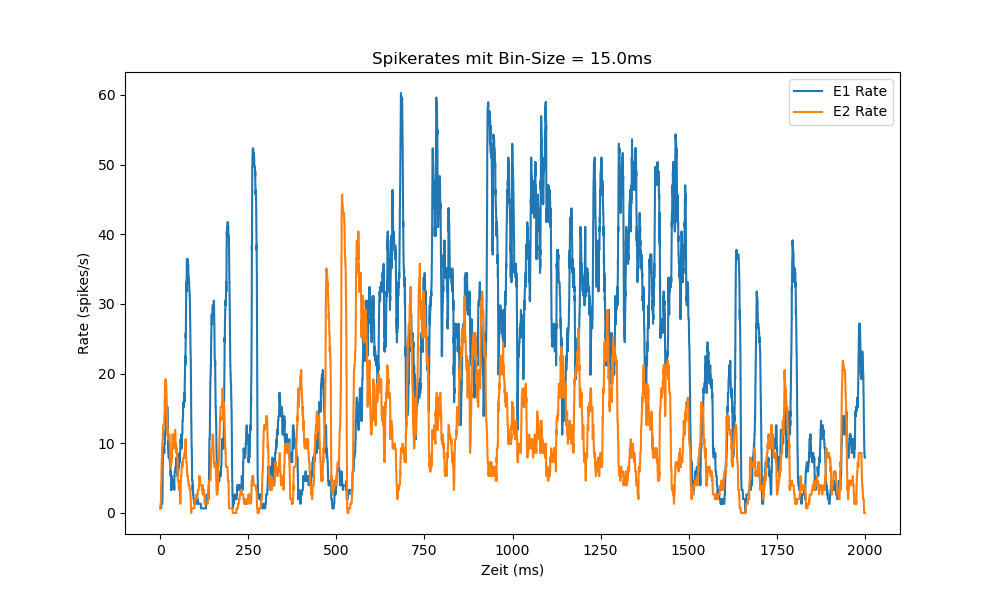 Spikerates mit Bin-Size = 15.0ms
E1 Rate
E2 Rate
60
50
40
30
20
10
0
Rate (spikes/s)
0 250 500 750 1000 1250 1500 1750 2000
Zeit (ms)